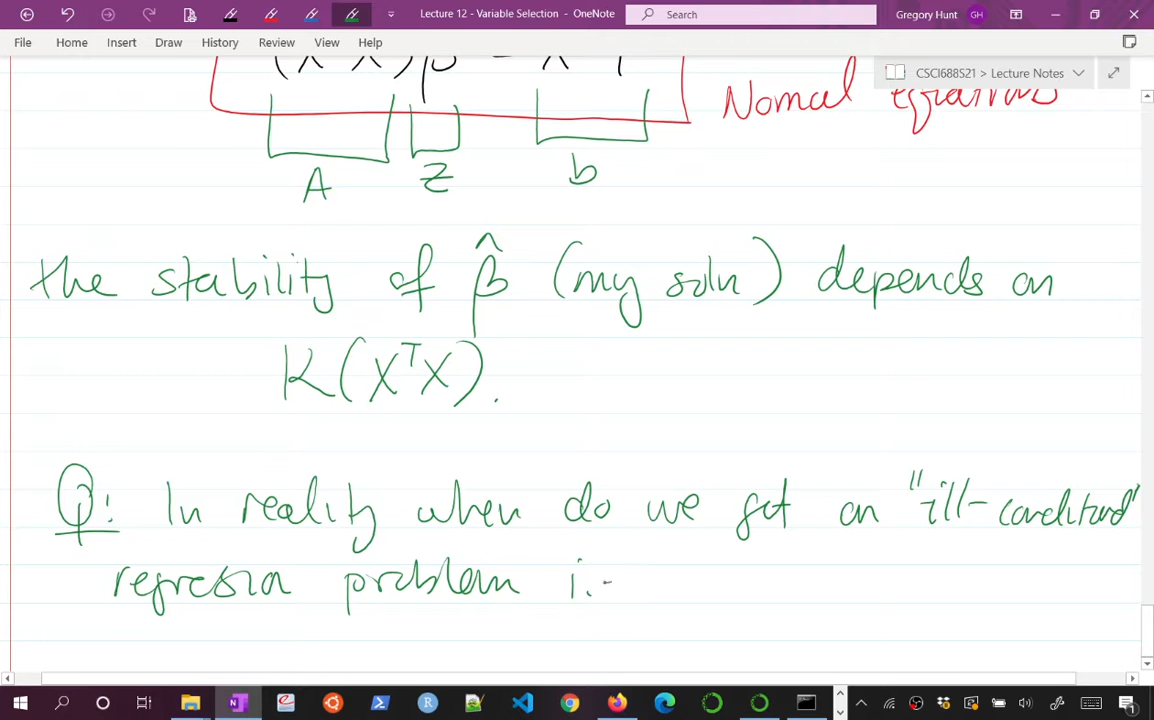 Lecture 12 - Variable Selection - OneNote
Search
Gregory Hunt GH
File Home Insert Draw History Review View Help
CSCI688S21 > Lecture Notes
Normal equations
A z b
the stability of β̂ (my soln) depends on
K(XᵀX).
Q: In reality when do we get an "ill-conditioned"
regression problem i.